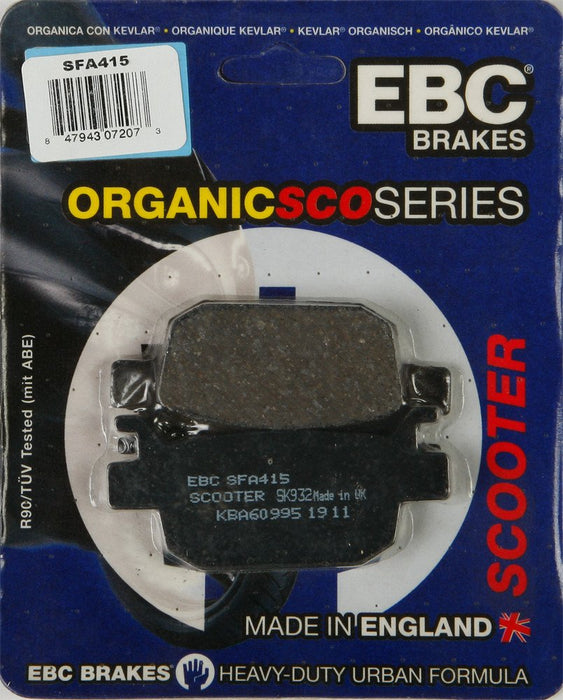 ORGANICA CON KEVLAR® • ORGANIQUE KEVLAR® • KEVLAR® ORGANISCH • ORGÂNICO KEVLAR®
SFA415
8 47943 07207 3
EBC®
BRAKES
ORGANICSCOSERIES
R90/TÜV Tested (mit ABE)
SCOOTER
EBC SFA415
SCOOTER SK932 Made in UK
KBA60995 1911
MADE IN ENGLAND
EBC BRAKES HEAVY-DUTY URBAN FORMULA